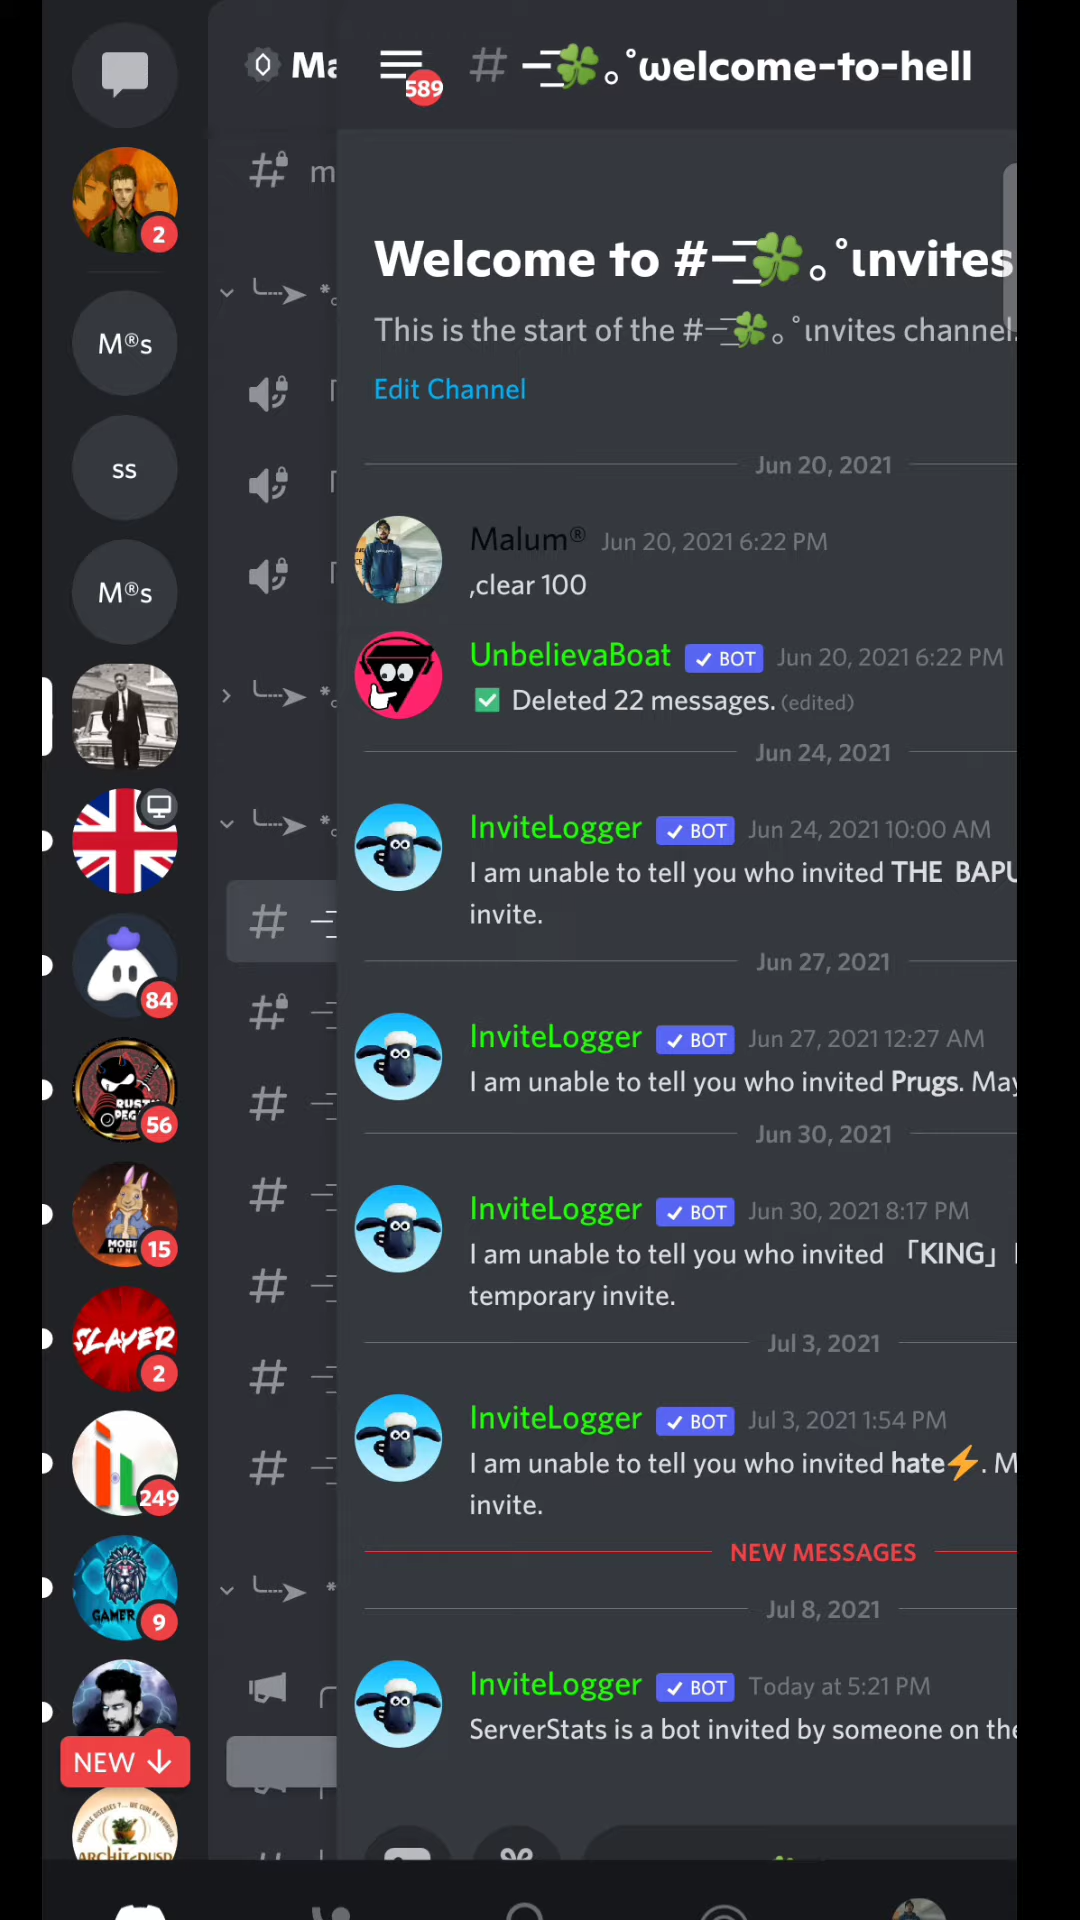 Ma
589
# –͟͟͞͞🍀｡˚ωelcome-to-hell
2
m
Welcome to #–͟͟͞͞🍀｡˚ιnvites
This is the start of the #–͟͟͞͞🍀｡˚ιnvites channel.
M®s
Edit Channel
ss
Jun 20, 2021
Malum® Jun 20, 2021 6:22 PM
,clear 100
M®s
UnbelievaBoat ✓ BOT Jun 20, 2021 6:22 PM
✅ Deleted 22 messages. (edited)
Jun 24, 2021
InviteLogger ✓ BOT Jun 24, 2021 10:00 AM
I am unable to tell you who invited THE BAPU
invite.
Jun 27, 2021
84
InviteLogger ✓ BOT Jun 27, 2021 12:27 AM
I am unable to tell you who invited Prugs. May
56
Jun 30, 2021
InviteLogger ✓ BOT Jun 30, 2021 8:17 PM
I am unable to tell you who invited 「KING」
temporary invite.
15
SLAYER
2
Jul 3, 2021
InviteLogger ✓ BOT Jul 3, 2021 1:54 PM
I am unable to tell you who invited hate⚡. M
invite.
249
NEW MESSAGES
GAMER
9
Jul 8, 2021
InviteLogger ✓ BOT Today at 5:21 PM
ServerStats is a bot invited by someone on the
NEW ↓